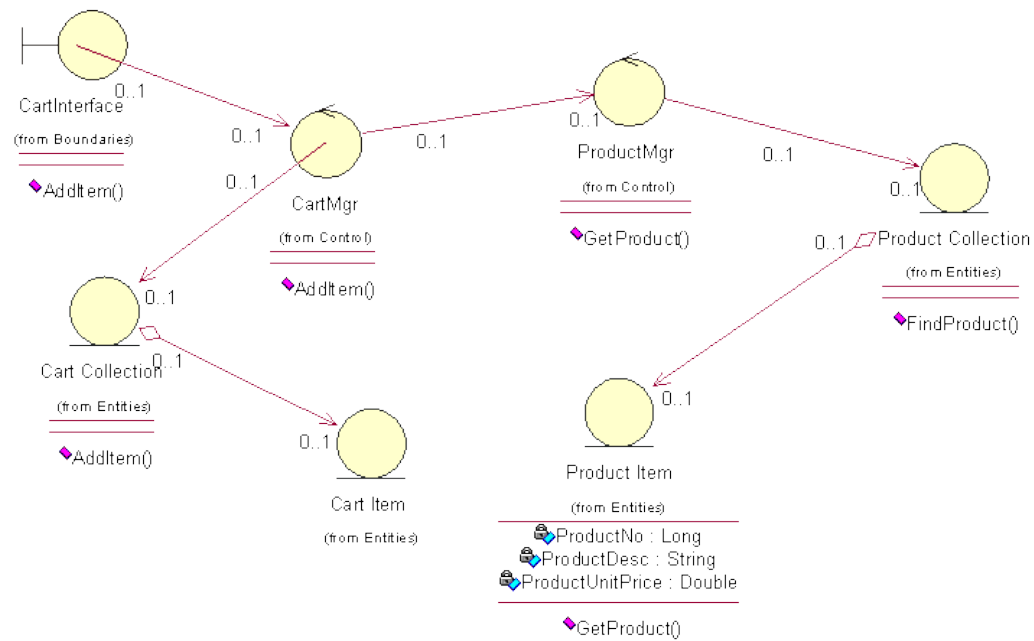 0..1
CartInterface
(from Boundaries)
AddItem()
0..1
0..1
CartMgr
(from Control)
AddItem()
0..1
0..1
ProductMgr
(from Control)
GetProduct()
0..1
0..1
Product Collection
(from Entities)
FindProduct()
0..1
0..1
Cart Collection
(from Entities)
AddItem()
0..1
0..1
Cart Item
(from Entities)
0..1
0..1
Product Item
(from Entities)
ProductNo : Long
ProductDesc : String
ProductUnitPrice : Double
GetProduct()